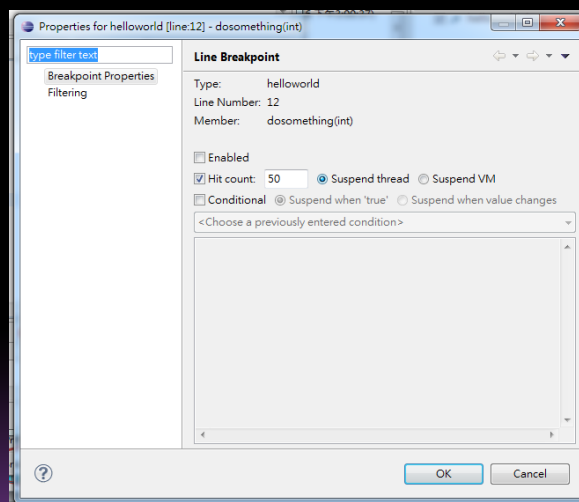 Properties for helloworld [line:12] - dosomething(int)
type filter text
Breakpoint Properties
Filtering
Line Breakpoint
Type: helloworld
Line Number: 12
Member: dosomething(int)
Enabled
Hit count: 50 Suspend thread Suspend VM
Conditional Suspend when 'true' Suspend when value changes
<Choose a previously entered condition>
?
OK Cancel